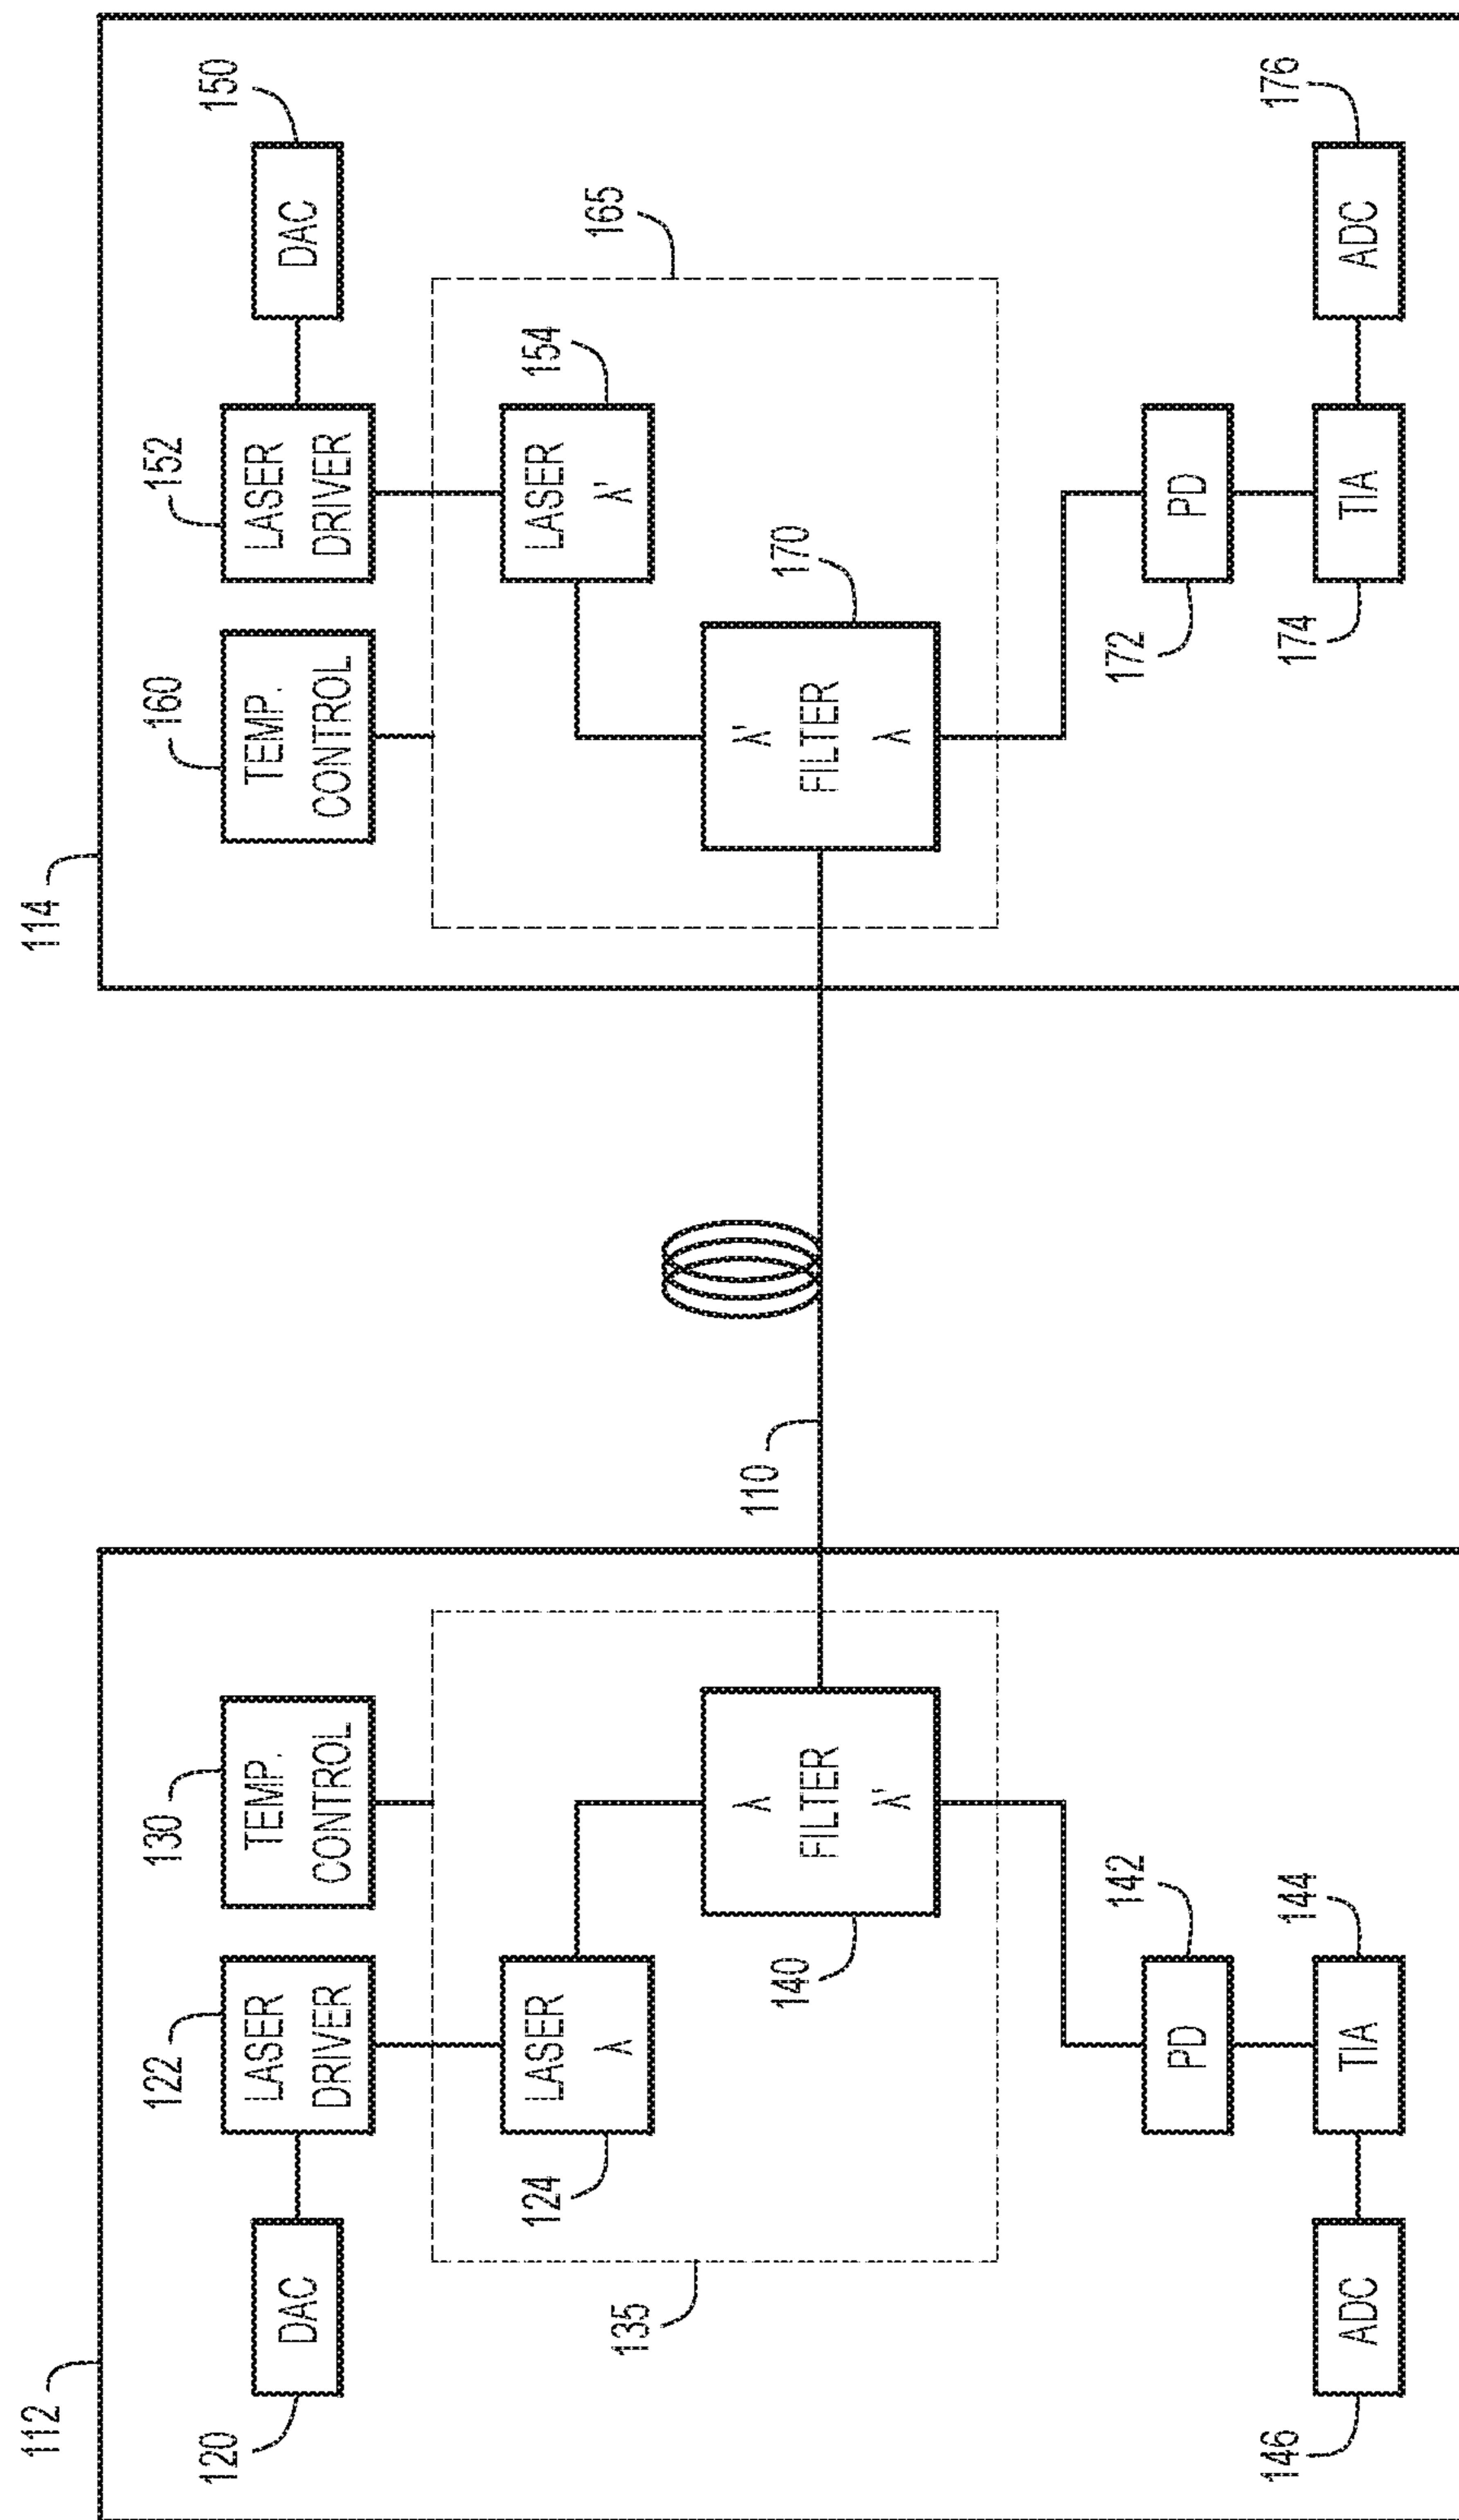 112
114
120
DAC
122
LASER
DRIVER
130
TEMP.
CONTROL
160
TEMP.
CONTROL
152
LASER
DRIVER
DAC
150
135
124
LASER
λ
λ
FILTER
λ'
140
110
LASER
λ'
154
λ'
FILTER
λ
170
165
PD
142
172
PD
146
ADC
TIA
144
174
TIA
ADC
176